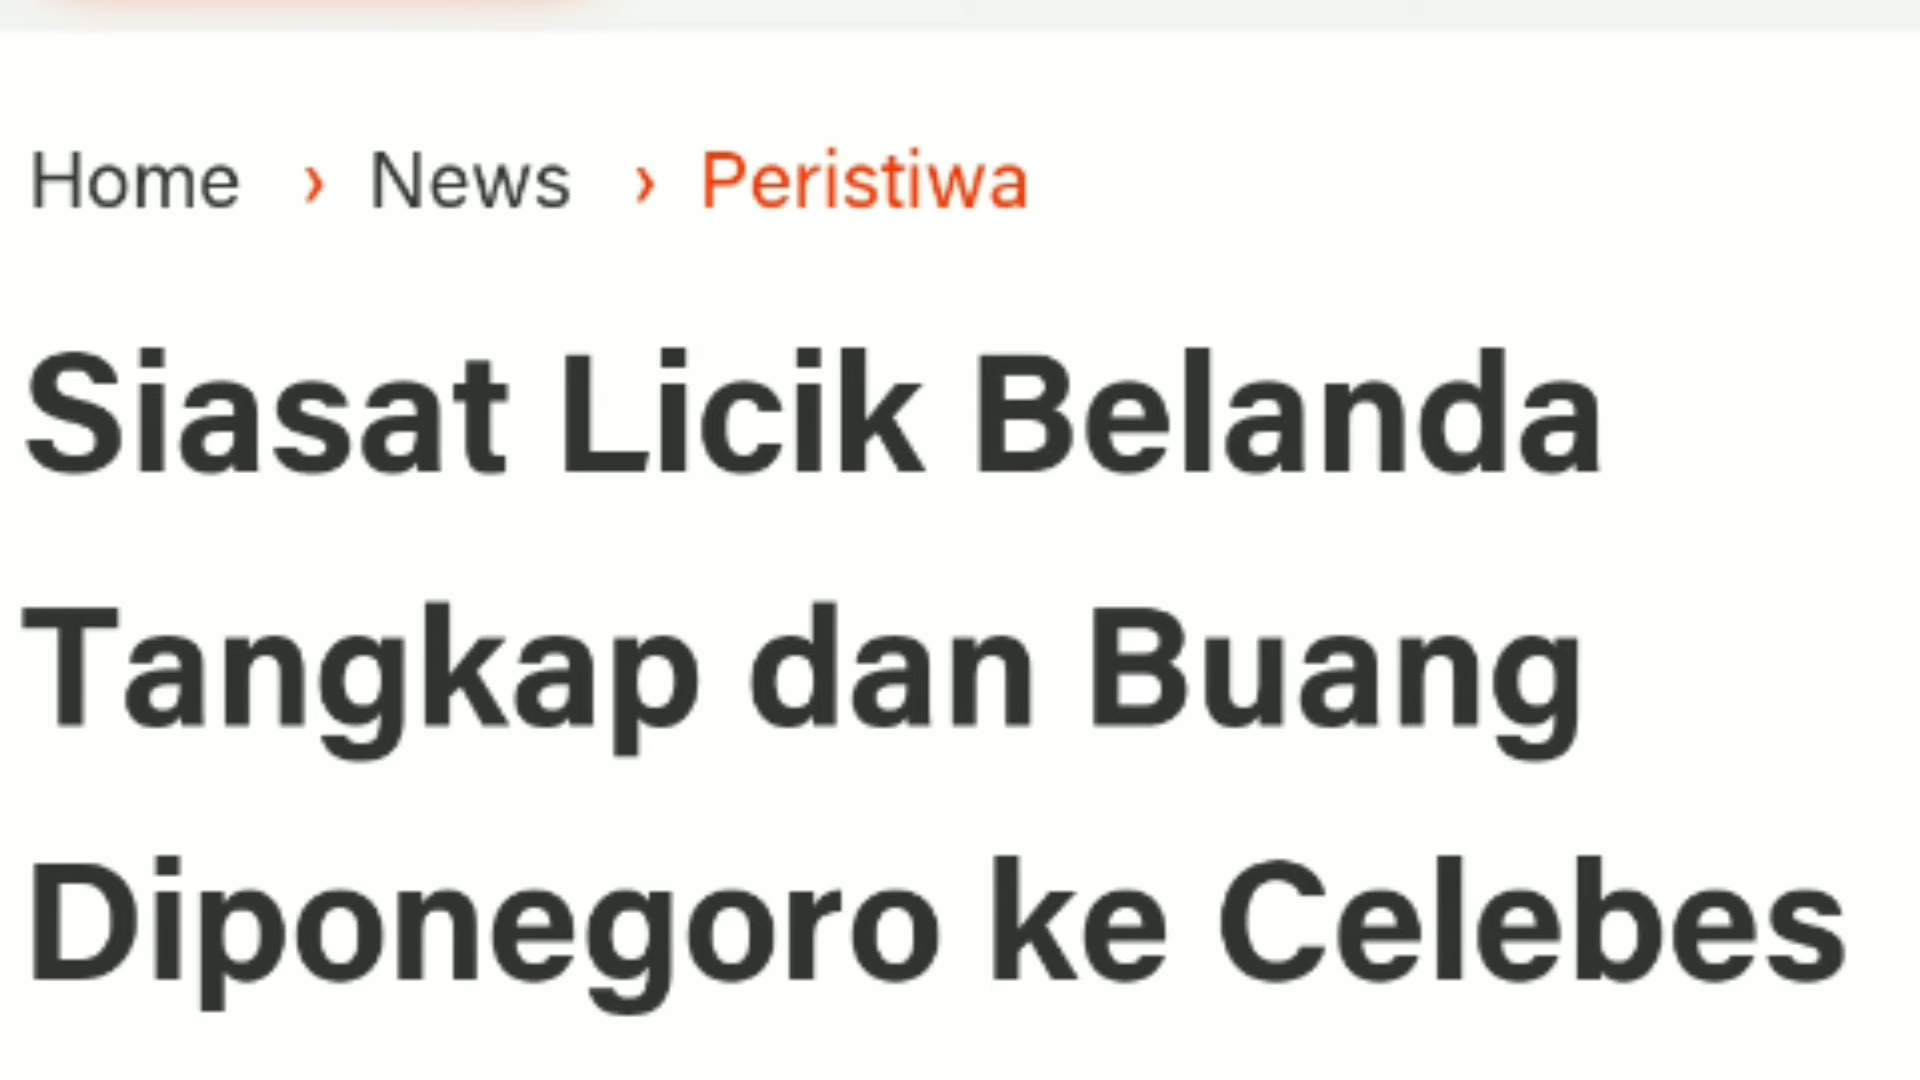 Home › News › Peristiwa
Siasat Licik Belanda
Tangkap dan Buang
Diponegoro ke Celebes